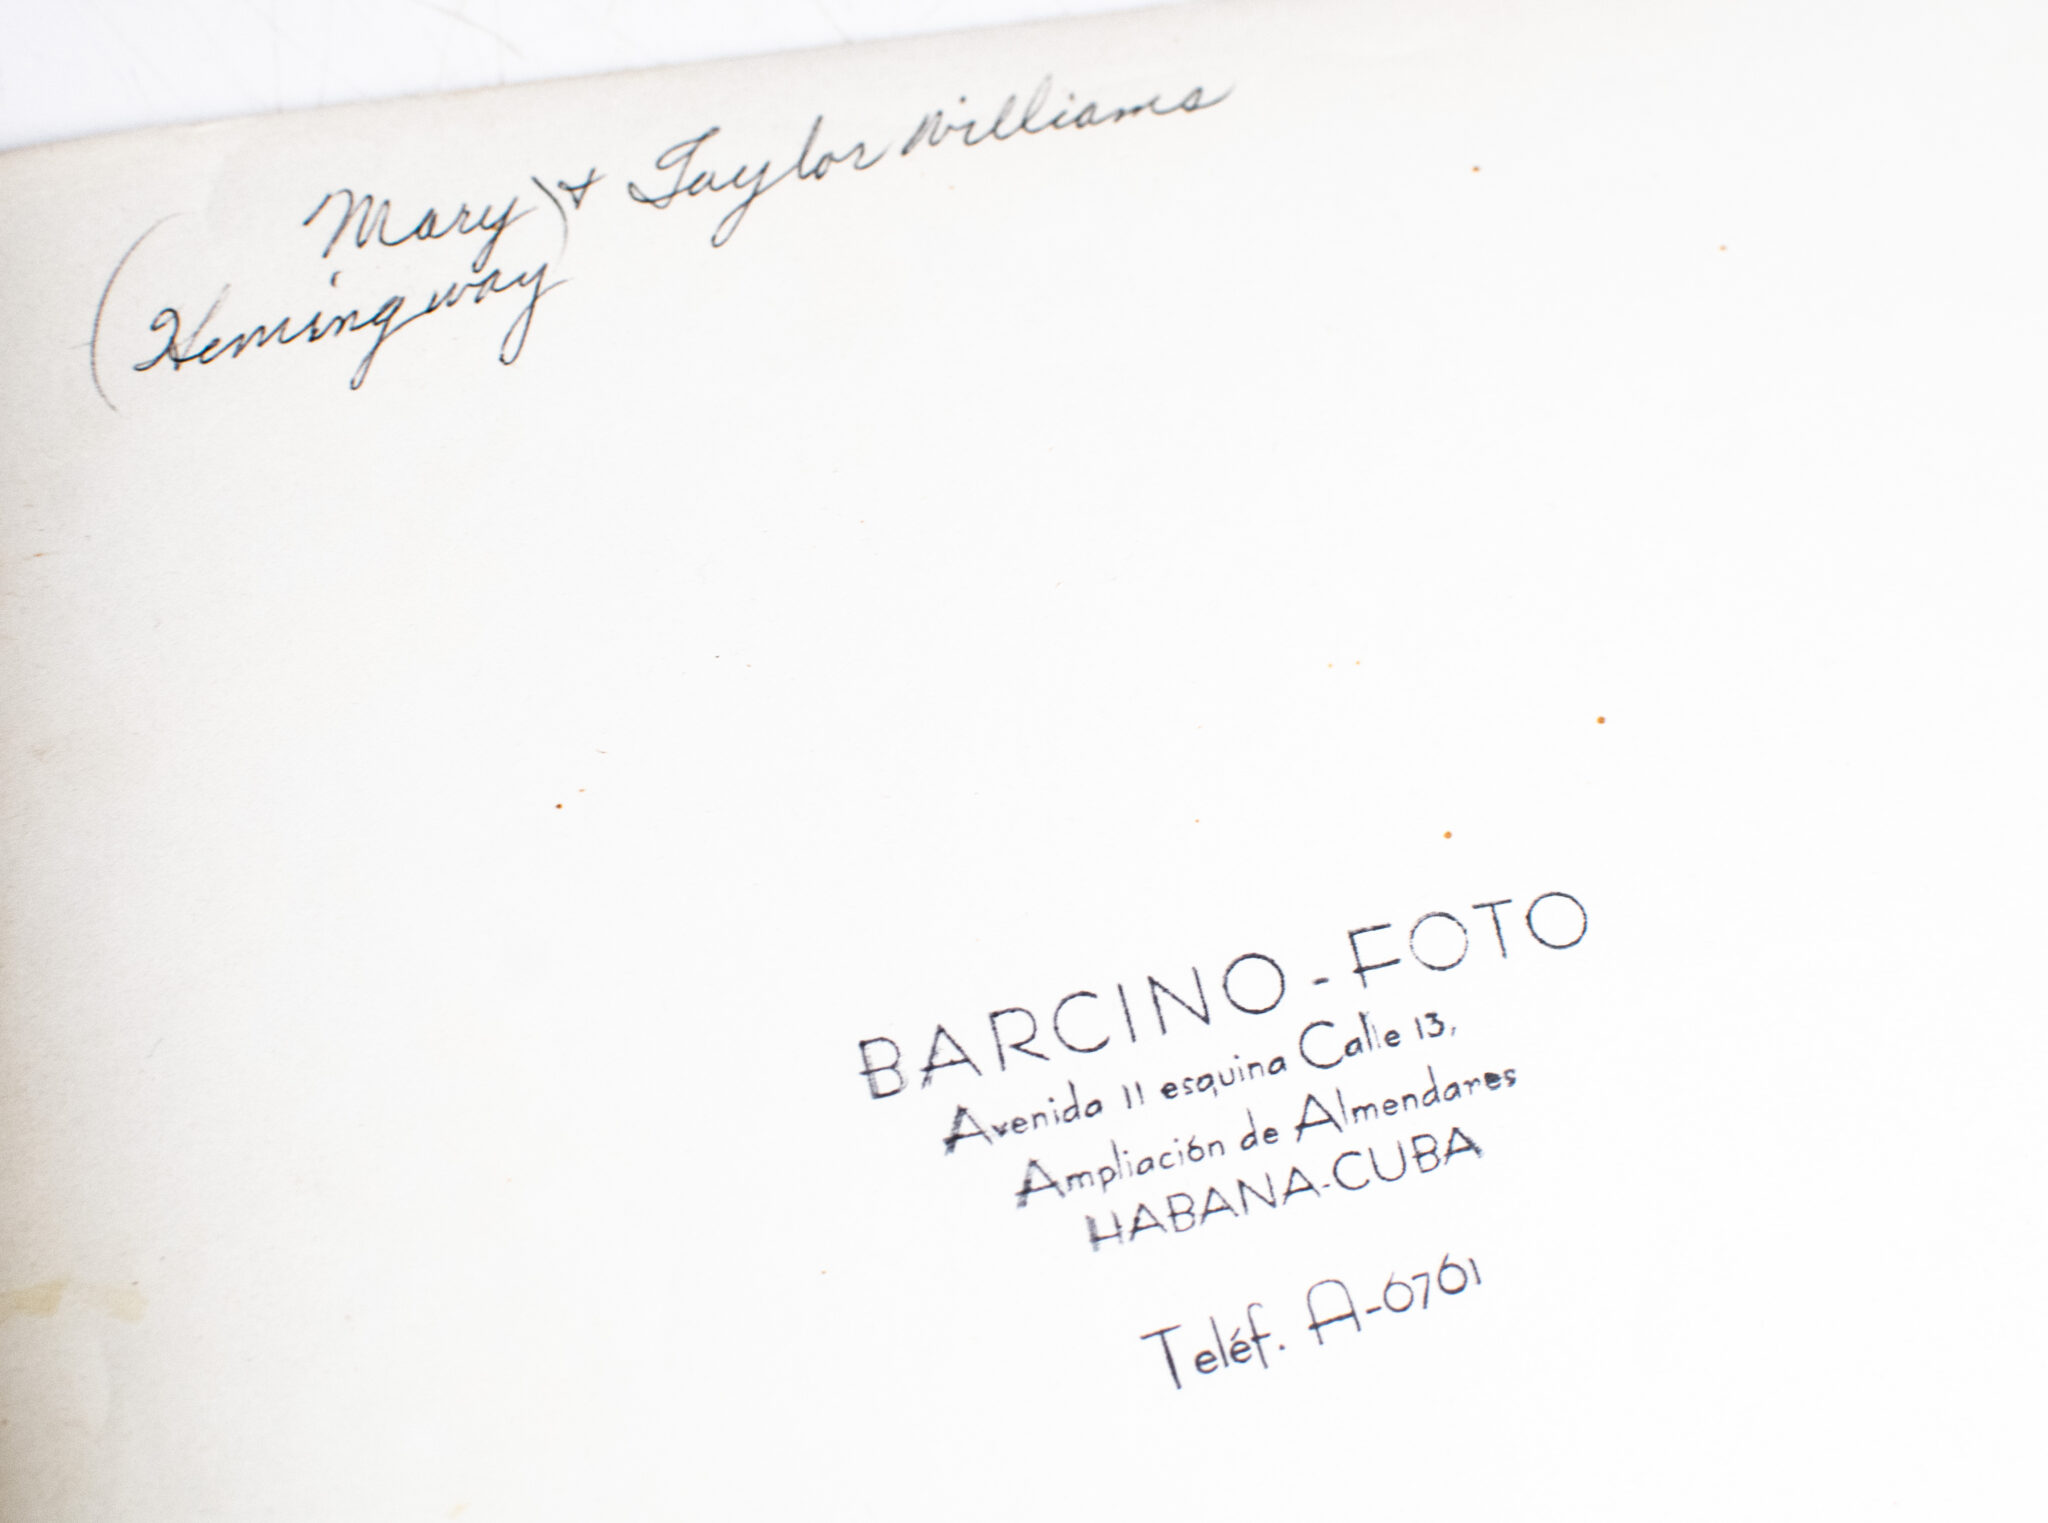 Mary) + Taylor Williams
(Hemingway)
BARCINO-FOTO
Avenida 11 esquina Calle 13,
Ampliación de Almendares
HABANA-CUBA
Teléf. A-6761